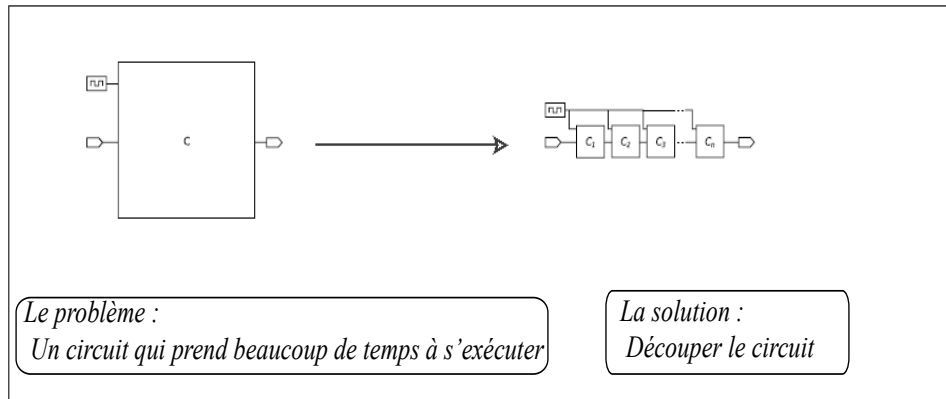 C
C₁ C₂ C₃ Cₙ
Le problème :
Un circuit qui prend beaucoup de temps à s’exécuter
La solution :
Découper le circuit